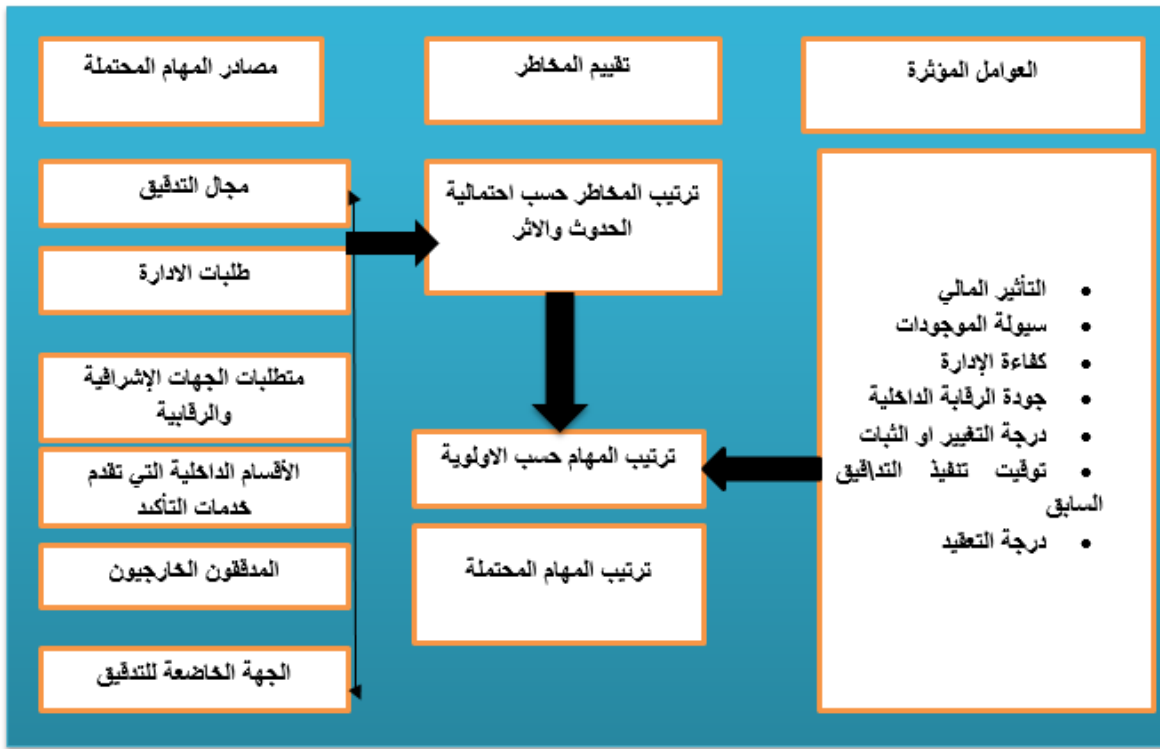 العوامل المؤثرة
تقييم المخاطر
مصادر المهام المحتملة
• التأثير المالي
• سيولة الموجودات
• كفاءة الإدارة
• جودة الرقابة الداخلية
• درجة التغيير او الثبات
• توقيت تنفيذ التدا\قيق
السابق
• درجة التعقيد
ترتيب المخاطر حسب احتمالية
الحدوث والاثر
ترتيب المهام حسب الاولوية
ترتيب المهام المحتملة
مجال التدقيق
طلبات الادارة
متطلبات الجهات الإشرافية
والرقابية
الأقسام الداخلية التي تقدم
خدمات التأكيد
المدققون الخارجيون
الجهة الخاضعة للتدقيق